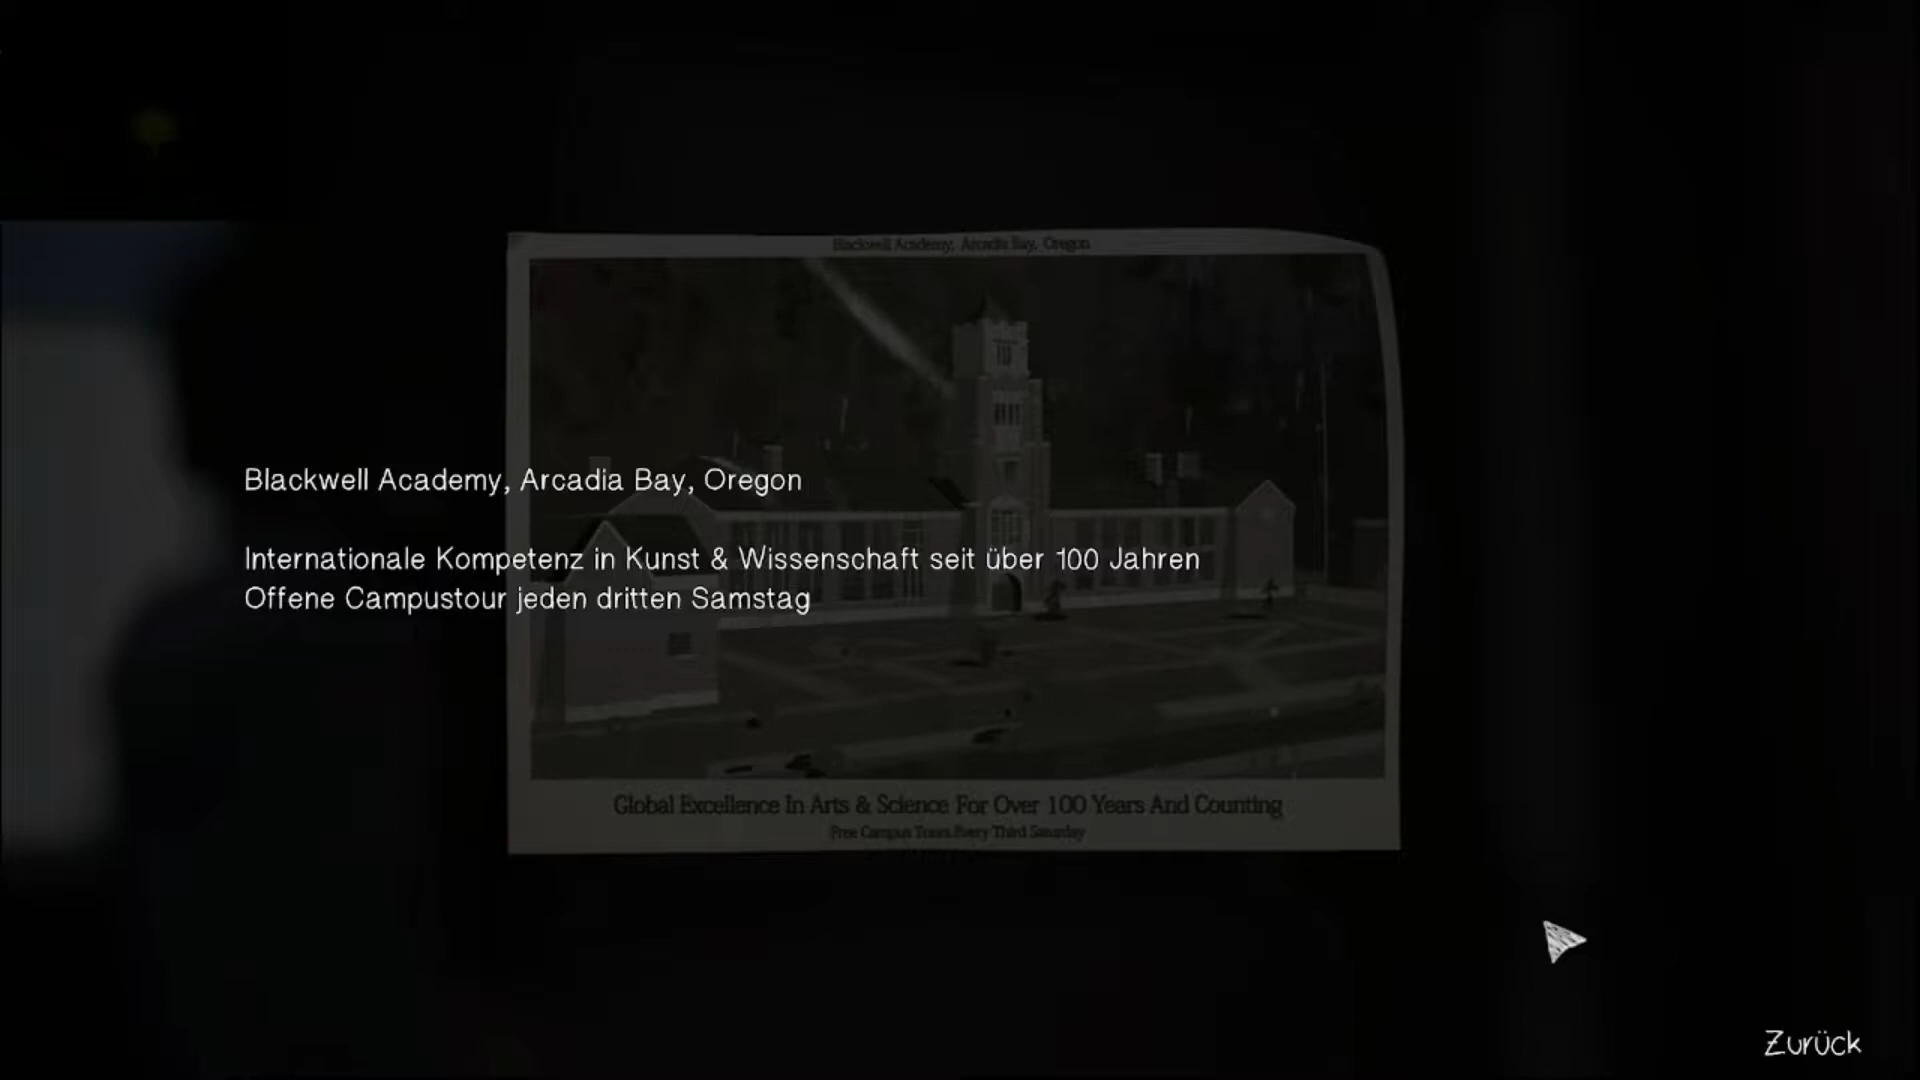 Blackwell Academy, Arcadia Bay, Oregon
Blackwell Academy, Arcadia Bay, Oregon
Internationale Kompetenz in Kunst & Wissenschaft seit über 100 Jahren
Offene Campustour jeden dritten Samstag
Global Excellence In Arts & Science For Over 100 Years And Counting
Free Campus Tours Every Third Saturday
Zurück